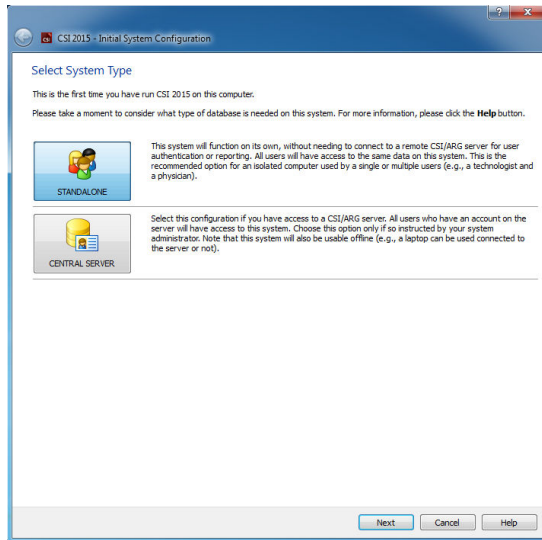 CSI 2015 - Initial System Configuration
Select System Type
This is the first time you have run CSI 2015 on this computer.
Please take a moment to consider what type of database is needed on this system. For more information, please click the Help button.
This system will function on its own, without needing to connect to a remote CSI/ARG server for user
authentication or reporting. All users will have access to the same data on this system. This is the
recommended option for an isolated computer used by a single or multiple users (e.g., a technologist and
a physician).
STANDALONE
Select this configuration if you have access to a CSI/ARG server. All users who have an account on the
server will have access to this system. Choose this option only if so instructed by your system
administrator. Note that this system will also be usable offline (e.g., a laptop can be used connected to
the server or not).
CENTRAL SERVER
Next Cancel Help